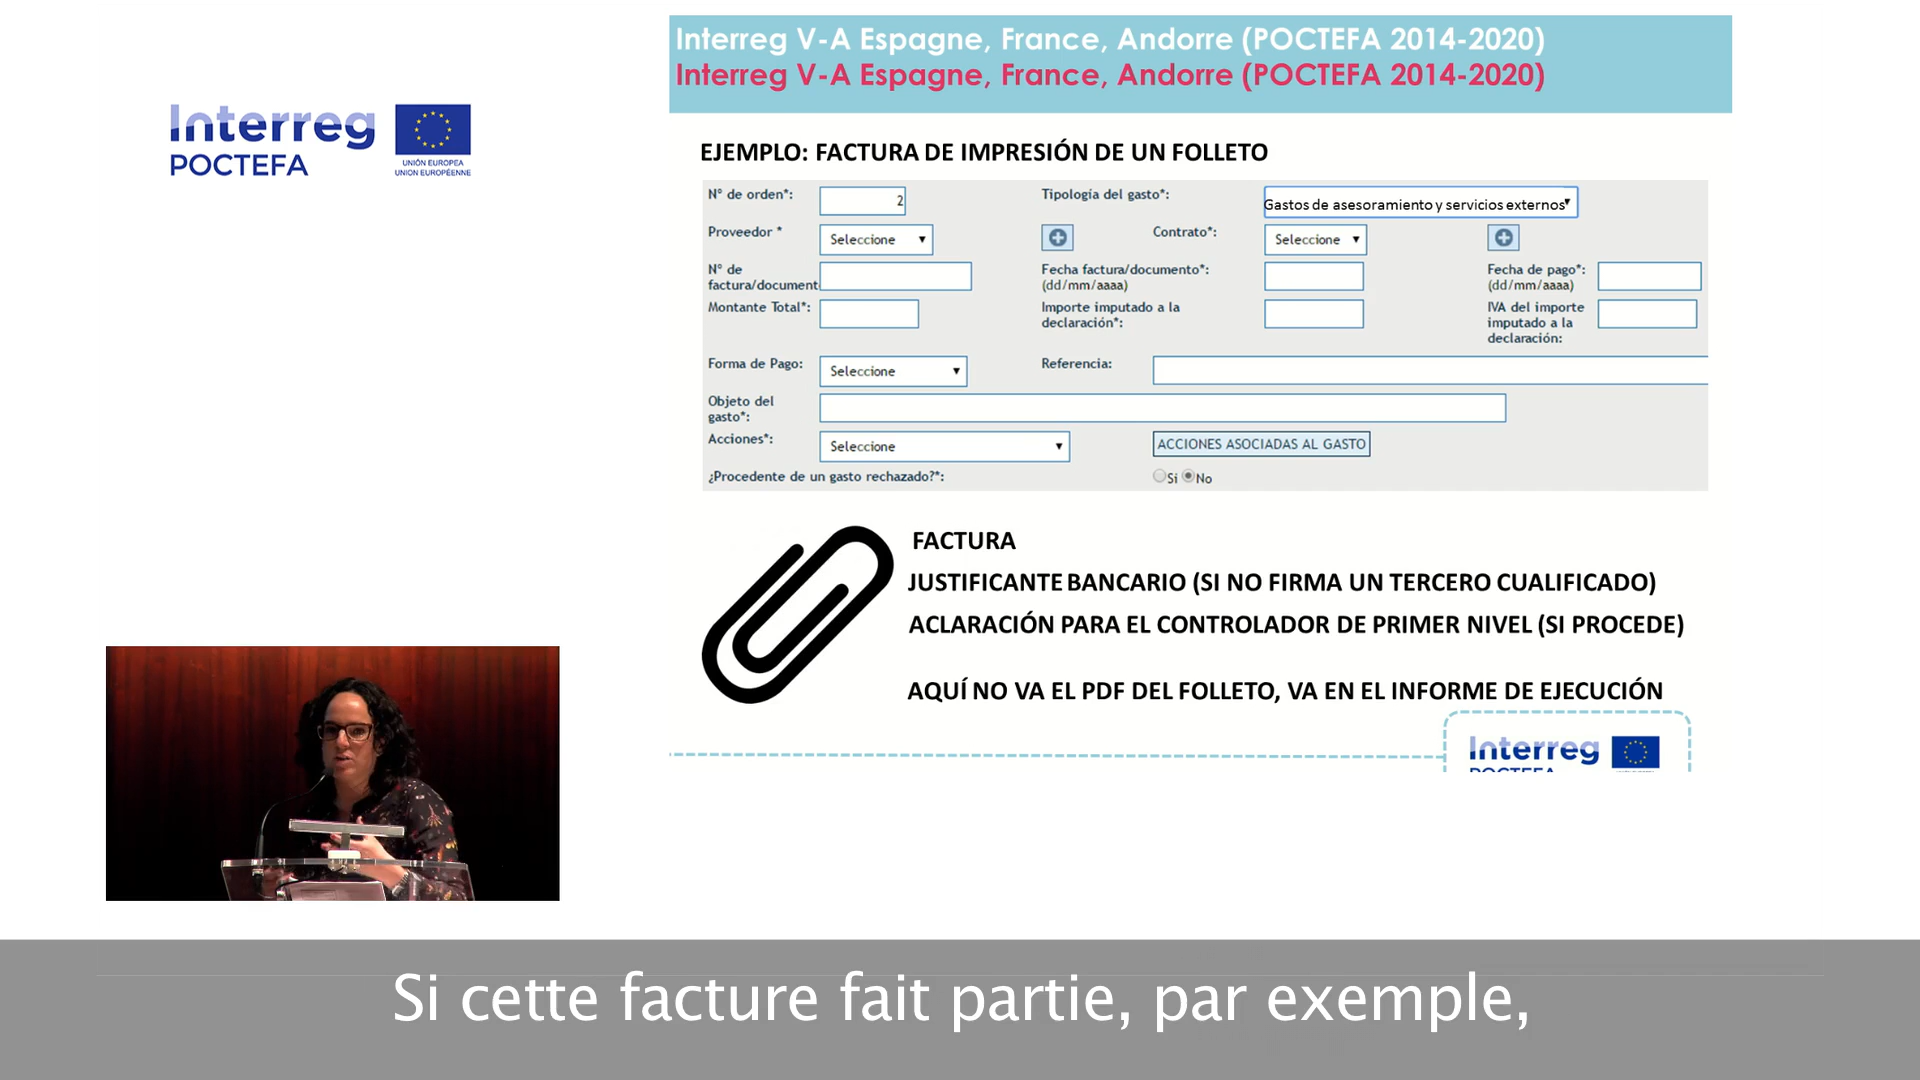 Interreg V-A Espagne, France, Andorre (POCTEFA 2014-2020)
Interreg V-A Espagne, France, Andorre (POCTEFA 2014-2020)
Interreg
POCTEFA
UNIÓN EUROPEA
UNION EUROPÉENNE
EJEMPLO: FACTURA DE IMPRESIÓN DE UN FOLLETO
Nº de orden*: 2 Tipología del gasto*: Gastos de asesoramiento y servicios externos
Proveedor * Seleccione Contrato*: Seleccione
Nº de factura/document Fecha factura/documento*: (dd/mm/aaaa) Fecha de pago*: (dd/mm/aaaa)
Montante Total*: Importe imputado a la declaración*: IVA del importe imputado a la declaración:
Forma de Pago: Seleccione Referencia:
Objeto del gasto*:
Acciones*: Seleccione ACCIONES ASOCIADAS AL GASTO
¿Procedente de un gasto rechazado?*: Si No
FACTURA
JUSTIFICANTE BANCARIO (SI NO FIRMA UN TERCERO CUALIFICADO)
ACLARACIÓN PARA EL CONTROLADOR DE PRIMER NIVEL (SI PROCEDE)
AQUÍ NO VA EL PDF DEL FOLLETO, VA EN EL INFORME DE EJECUCIÓN
Interreg
POCTEFA
Si cette facture fait partie, par exemple,